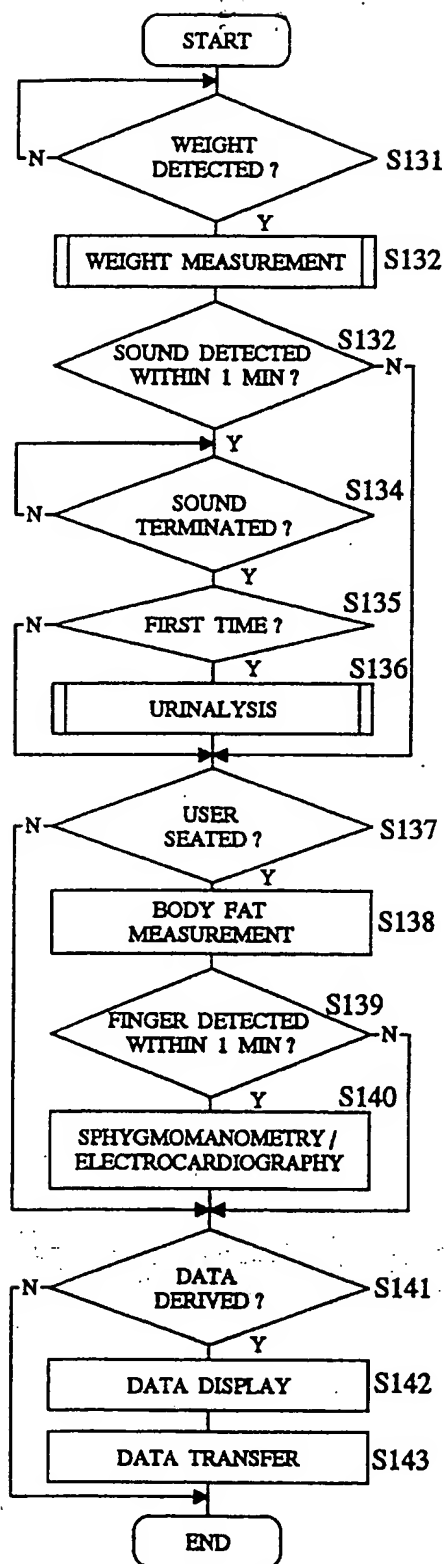 START
WEIGHT
DETECTED ?
N
S131
Y
WEIGHT MEASUREMENT
S132
S132
SOUND DETECTED
WITHIN 1 MIN ?
N
Y
S134
SOUND
TERMINATED ?
N
Y
S135
N
FIRST TIME ?
Y
S136
URINALYSIS
N
USER
SEATED ?
S137
Y
BODY FAT
MEASUREMENT
S138
S139
FINGER DETECTED
WITHIN 1 MIN ?
N
Y
S140
SPHYGMOMANOMETRY /
ELECTROCARDIOGRAPHY
N
DATA
DERIVED ?
S141
Y
DATA DISPLAY
S142
DATA TRANSFER
S143
END